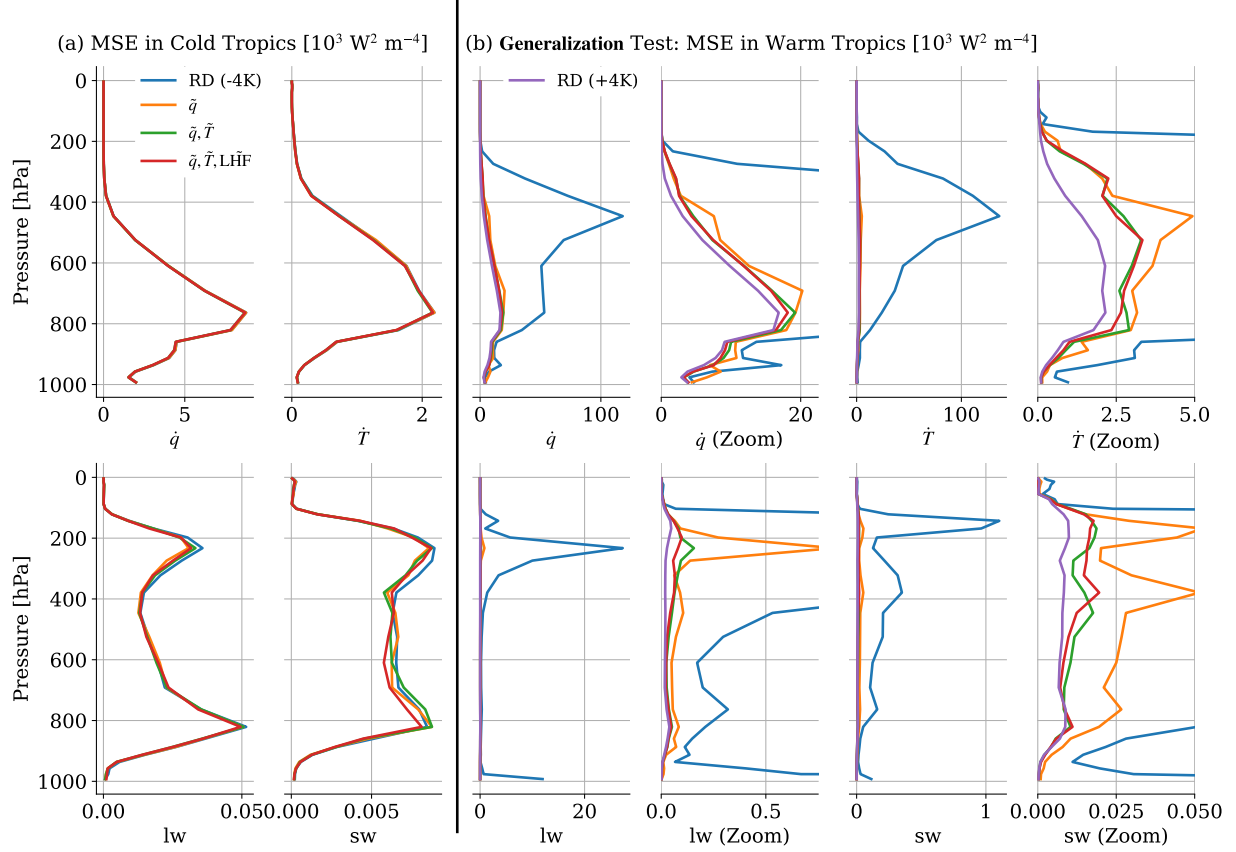 (a) MSE in Cold Tropics [10³ W² m⁻⁴]
(b) Generalization Test: MSE in Warm Tropics [10³ W² m⁻⁴]
RD (-4K)
q̃
q̃, T̃
q̃, T̃, LH̃F
RD (+4K)
Pressure [hPa]
0
200
400
600
800
1000
0 5
0 2
0 100
0 20
0 100
0.0 2.5 5.0
q̇
Ṫ
q̇
q̇ (Zoom)
Ṫ
Ṫ (Zoom)
Pressure [hPa]
0
200
400
600
800
1000
0 0.050
0.000 0.005
0 20
0.0 0.5
0 1
0.000 0.025 0.050
lw
sw
lw
lw (Zoom)
sw
sw (Zoom)